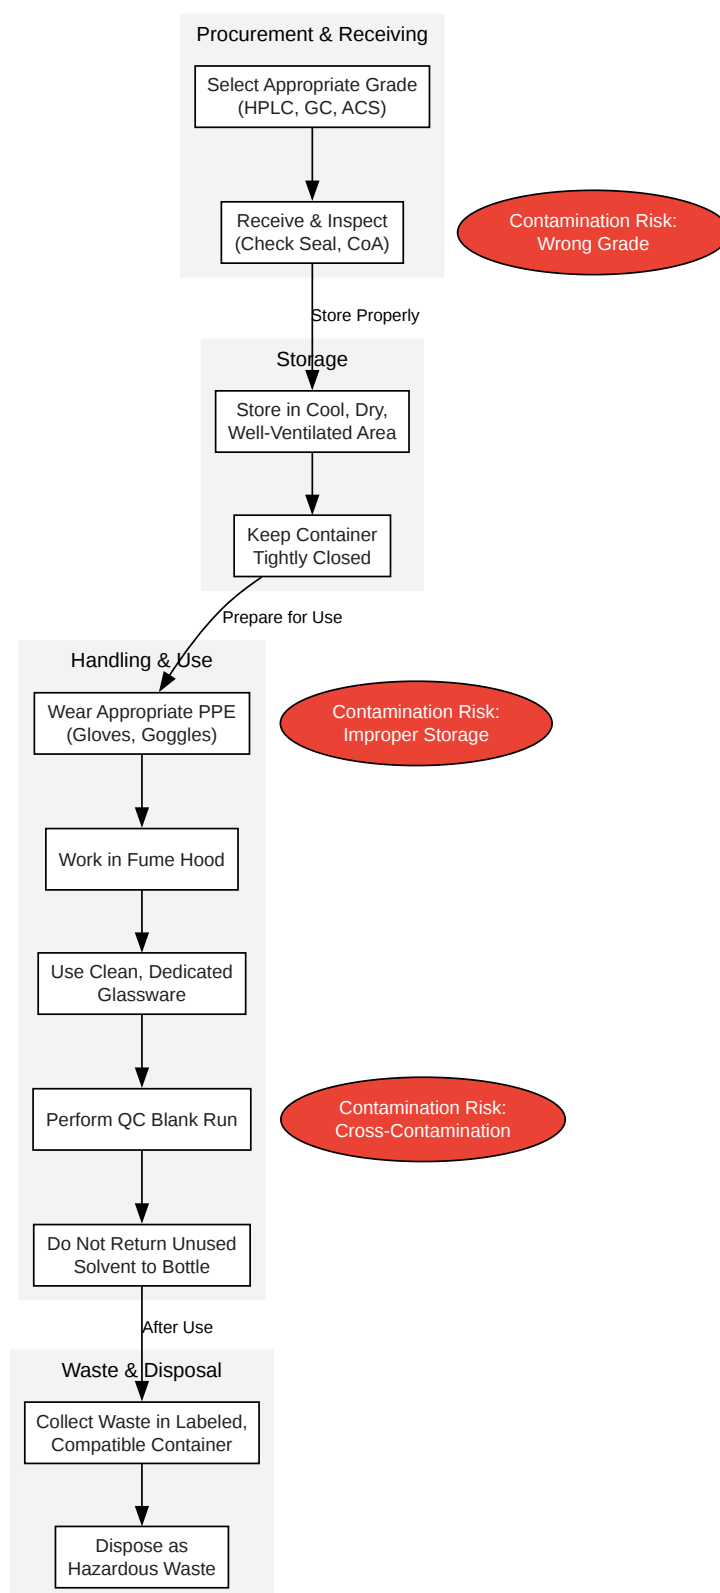 Procurement & Receiving
Select Appropriate Grade
(HPLC, GC, ACS)
Receive & Inspect
(Check Seal, CoA)
Contamination Risk:
Wrong Grade
Store Properly
Storage
Store in Cool, Dry,
Well-Ventilated Area
Keep Container
Tightly Closed
Prepare for Use
Handling & Use
Wear Appropriate PPE
(Gloves, Goggles)
Contamination Risk:
Improper Storage
Work in Fume Hood
Use Clean, Dedicated
Glassware
Perform QC Blank Run
Contamination Risk:
Cross-Contamination
Do Not Return Unused
Solvent to Bottle
After Use
Waste & Disposal
Collect Waste in Labeled,
Compatible Container
Dispose as
Hazardous Waste